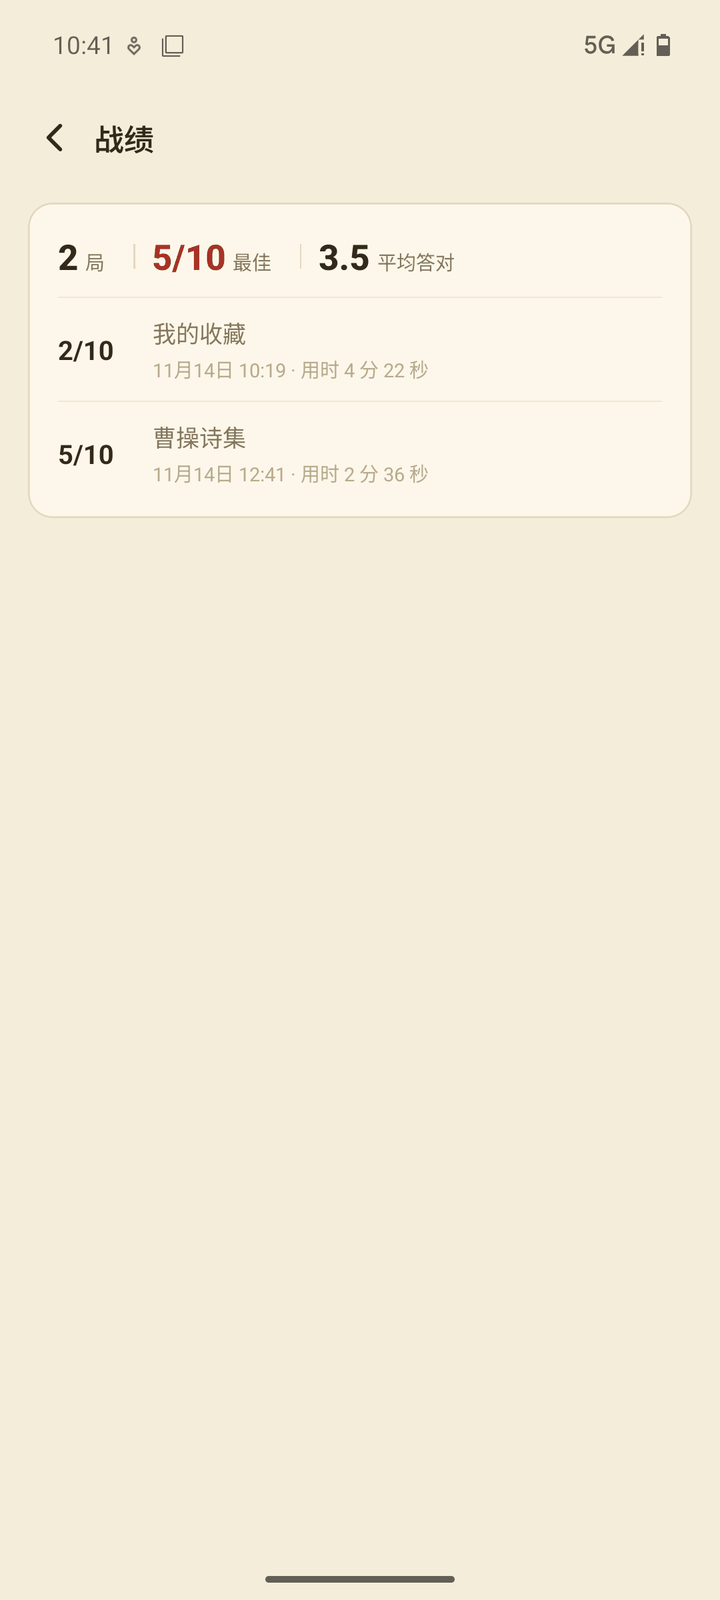 10:41
5G
战绩
2 局 5/10 最佳 3.5 平均答对
2/10
我的收藏
11月14日 10:19 · 用时 4 分 22 秒
5/10
曹操诗集
11月14日 12:41 · 用时 2 分 36 秒